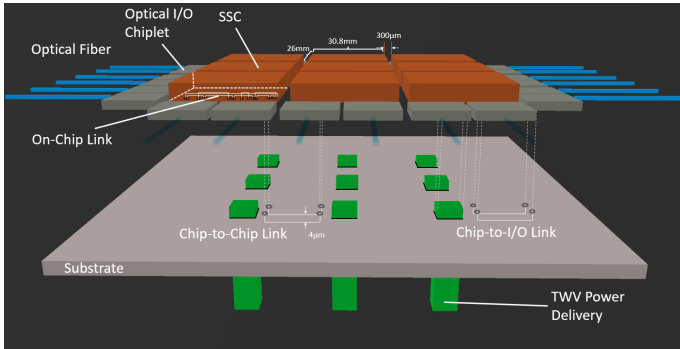 Optical I/O
Chiplet
SSC
30.8mm
300μm
26mm
Optical Fiber
On-Chip Link
Chip-to-Chip Link
4μm
Chip-to-I/O Link
Substrate
TWV Power
Delivery